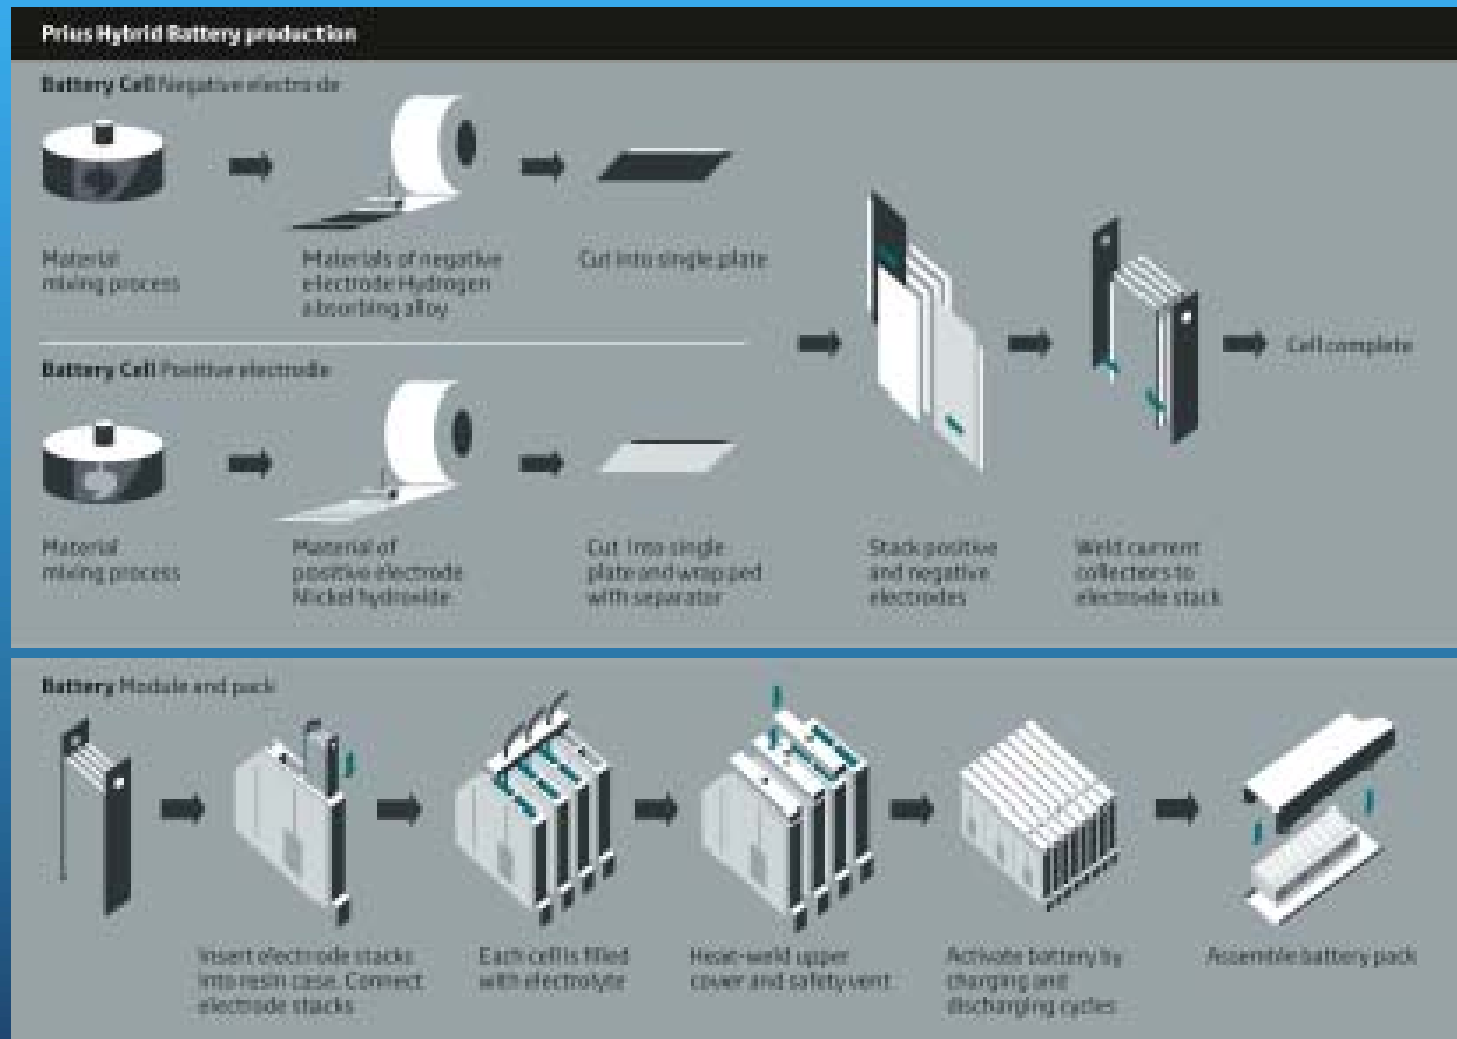 Prius Hybrid Battery production
Battery Cell Negative electrode
Material
mixing process
Materials of negative
electrode Hydrogen
absorbing alloy
Cut into single plate
Battery Cell Positive electrode
Material
mixing process
Material of
positive electrode
Nickel hydroxide
Cut into single
plate and wrapped
with separator
Stack positive
and negative
electrodes
Weld current
collectors to
electrode stack
Cell complete
Battery Module and pack
Insert electrode stacks
into resin case. Connect
electrode stacks
Each cell is filled
with electrolyte
Heat-weld upper
cover and safety vent
Activate battery by
charging and
discharging cycles
Assemble battery pack